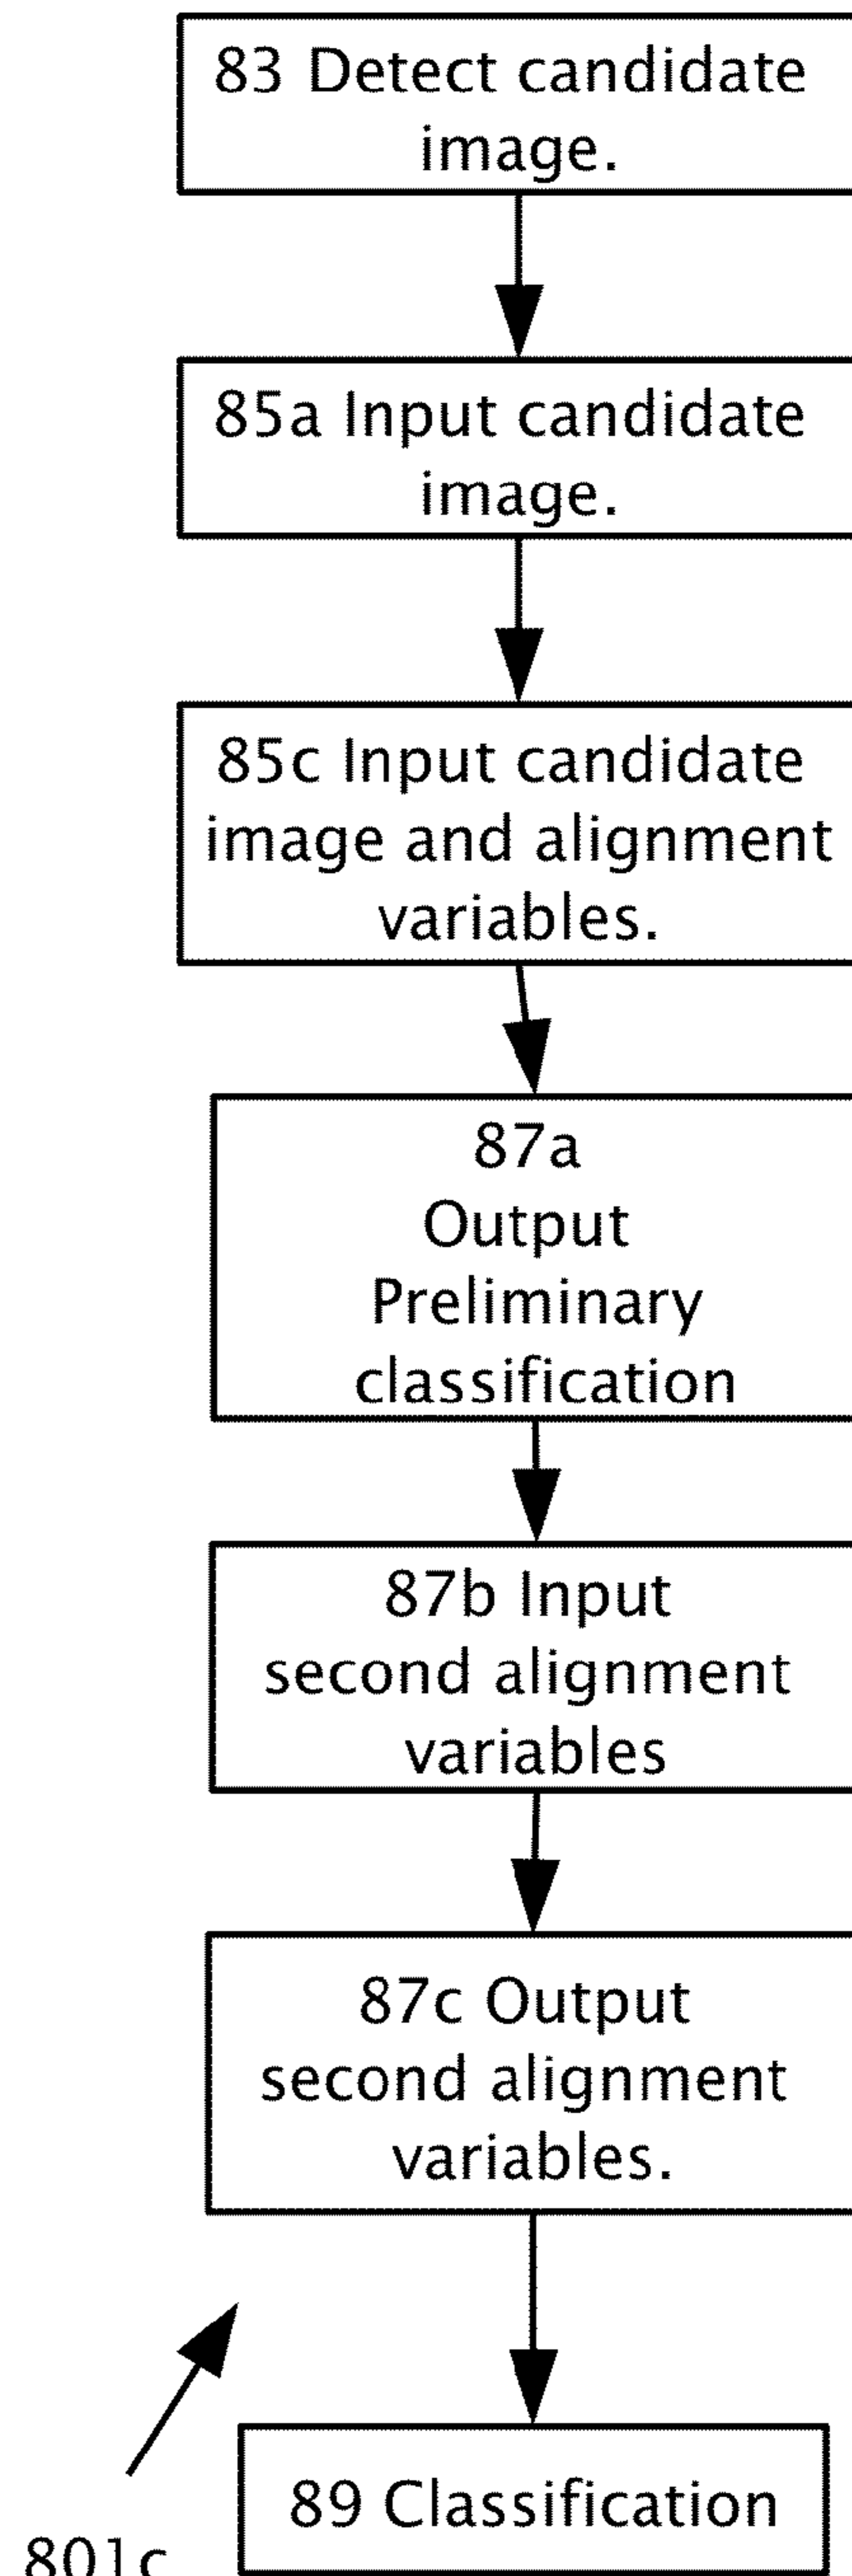 83 Detect candidate
image.
85a Input candidate
image.
85c Input candidate
image and alignment
variables.
87a
Output
Preliminary
classification
87b Input
second alignment
variables
87c Output
second alignment
variables.
89 Classification
801c